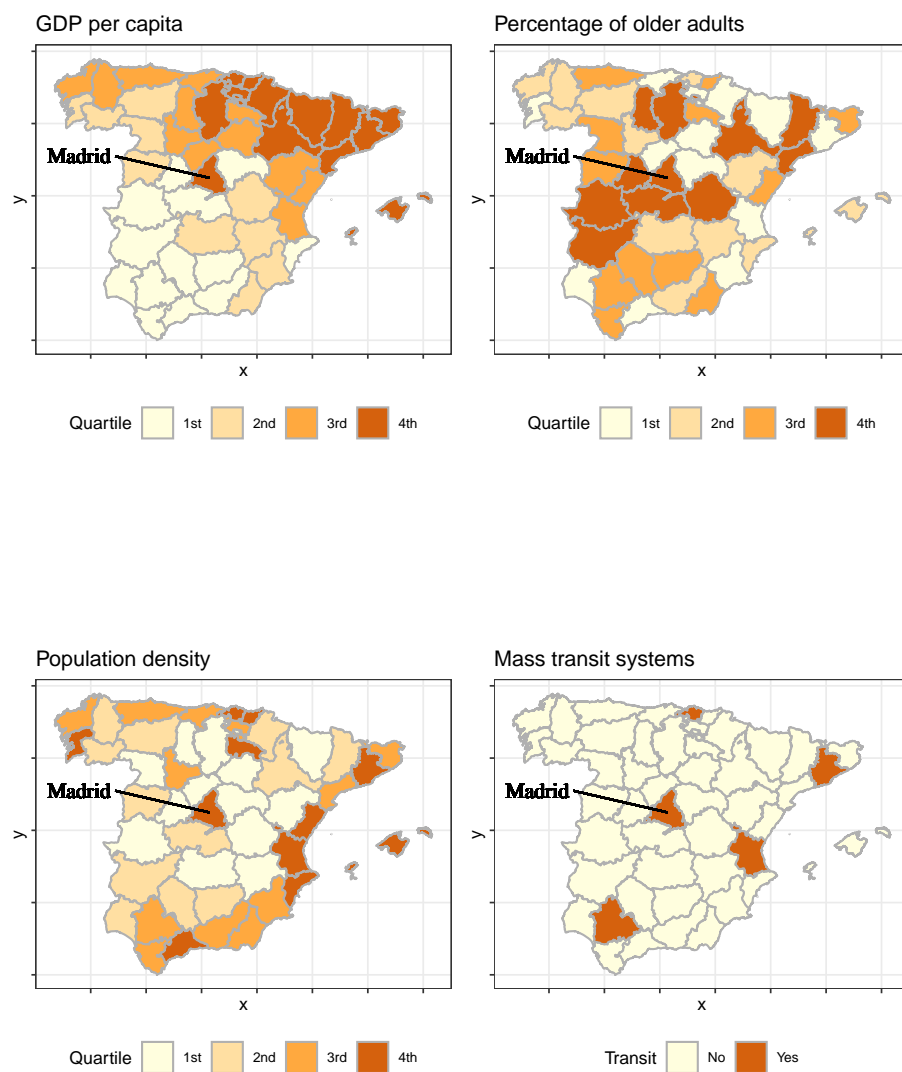 GDP per capita
Madrid
y
x
Quartile 1st 2nd 3rd 4th
Percentage of older adults
Madrid
y
x
Quartile 1st 2nd 3rd 4th
Population density
Madrid
y
x
Quartile 1st 2nd 3rd 4th
Mass transit systems
Madrid
y
x
Transit No Yes